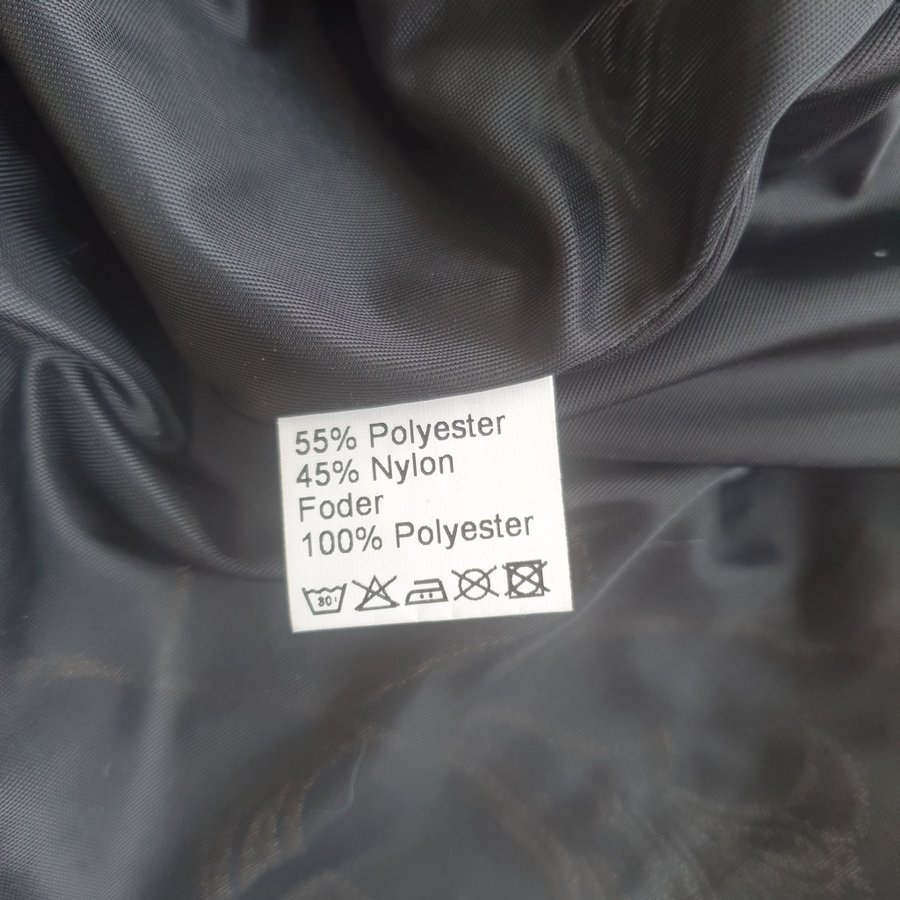 55% Polyester
45% Nylon
Foder
100% Polyester